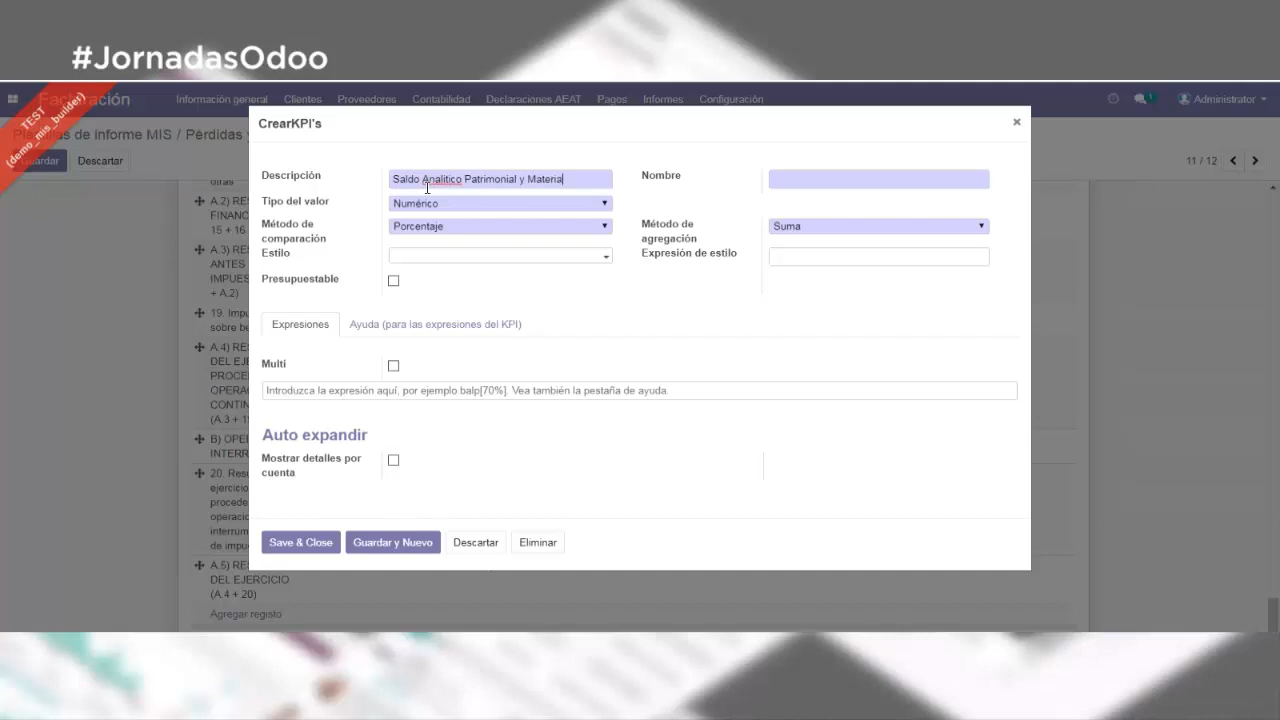 #JornadasOdoo
TEST
(demo_mis_builder)
Facturación
Información general
Clientes
Proveedores
Contabilidad
Declaraciones AEAT
Pagos
Informes
Configuración
1
Administrator
de informe MIS / Pérdidas y
Guardar
Descartar
11 / 12
CrearKPI's
×
Descripción
Saldo Analitico Patrimonial y Materia
Nombre
Tipo del valor
Numérico
Método de
comparación
Porcentaje
Método de
agregación
Suma
Estilo
Expresión de estilo
Presupuestable
Expresiones
Ayuda (para las expresiones del KPI)
Multi
Introduzca la expresión aquí, por ejemplo balp[70%]. Vea también la pestaña de ayuda.
Auto expandir
Mostrar detalles por
cuenta
Save & Close
Guardar y Nuevo
Descartar
Eliminar
otras
A.2) RES
FINANC
15 + 16
A.3) RES
ANTES
IMPUES
+ A.2)
19. Impu
sobre be
A.4) RES
DEL EJE
PROCE
OPERA
CONTIN
(A.3 + 19
B) OPE
INTERR
20. Resu
ejercicio
procede
operacio
interrum
de impu
A.5) RE
DEL EJERCICIO
(A.4 + 20)
Agregar registo